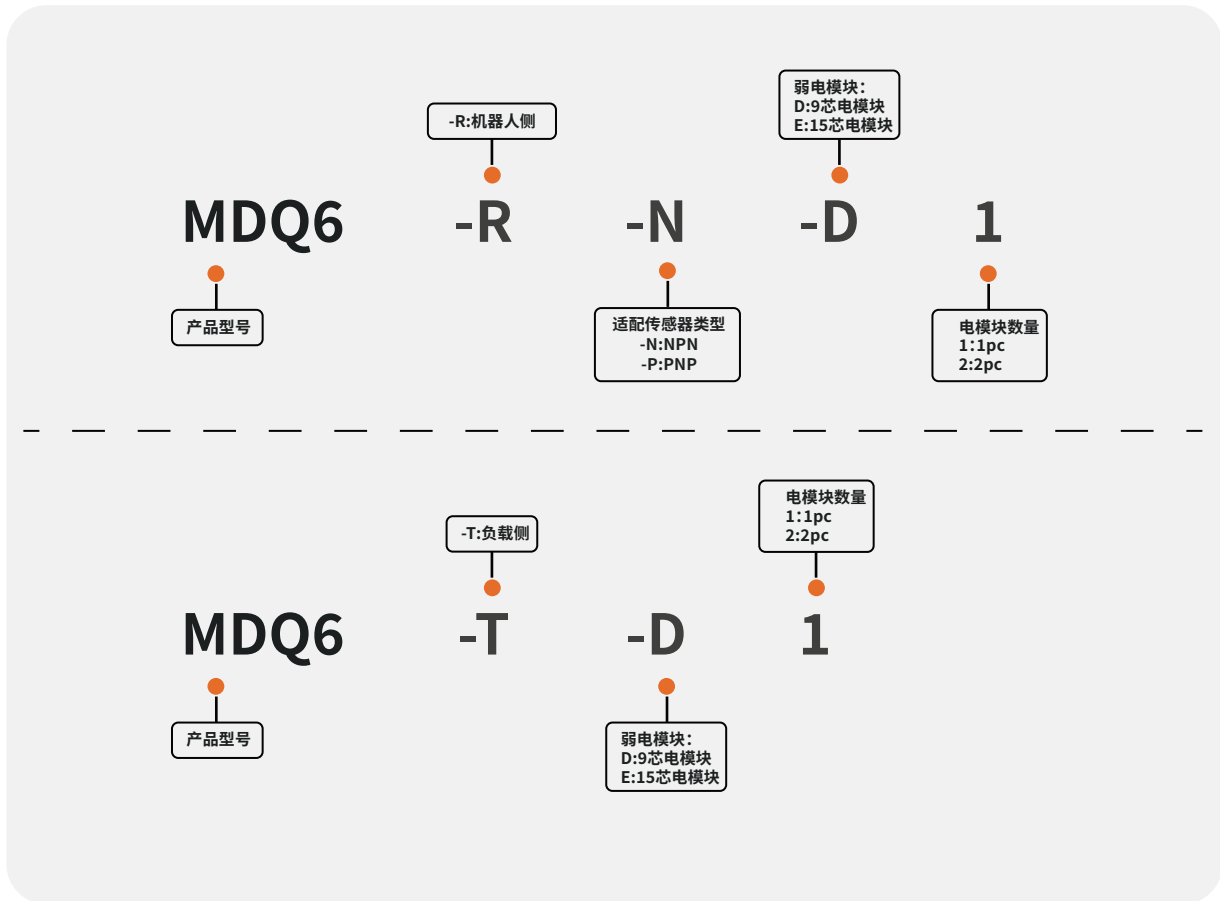 弱电模块：
D:9芯电模块
E:15芯电模块
-R:机器人侧
MDQ6 -R -N -D 1
产品型号
适配传感器类型
-N:NPN
-P:PNP
电模块数量
1：1pc
2:2pc
电模块数量
1：1pc
2:2pc
-T:负载侧
MDQ6 -T -D 1
产品型号
弱电模块：
D:9芯电模块
E:15芯电模块